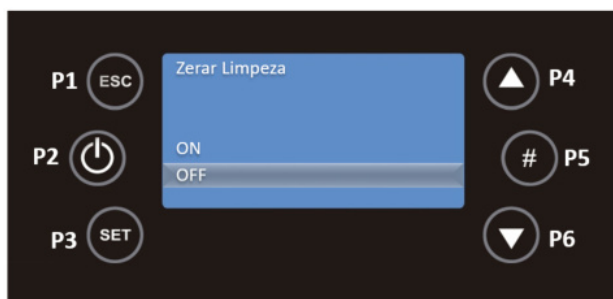 P1 ESC
Zerar Limpeza
P4
P2
ON
# P5
OFF
P3 SET
P6